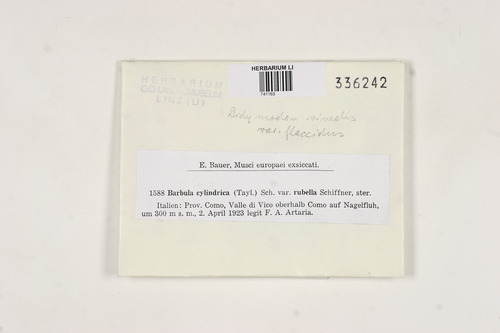 HERBARIUM LI
741163
336242
HERBARIUM
LINZ (LI)
Didymodon vinealis
var. flaccidus
E. Bauer, Musci europaei exsiccati.
1588 Barbula cylindrica (Tayl.) Sch. var. rubella Schiffner, ster.
Italien: Prov. Como, Valle di Vico oberhalb Como auf Nagelfluh,
um 300 m s. m., 2. April 1923 legit F. A. Artaria.